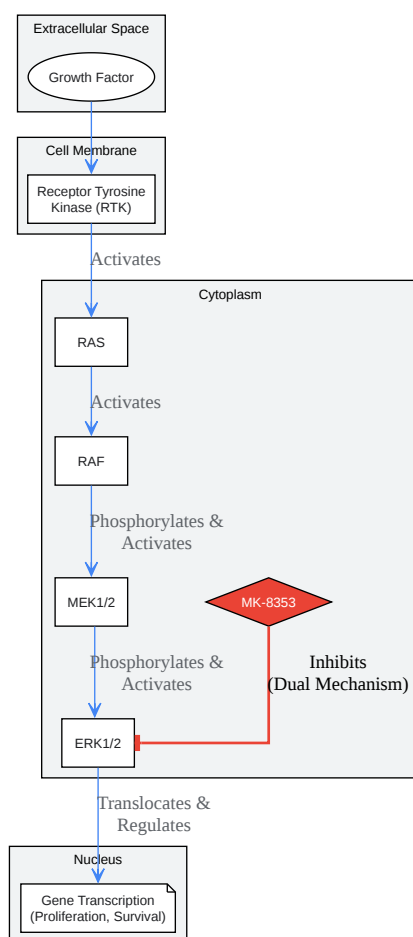 Extracellular Space
Growth Factor
Cell Membrane
Receptor Tyrosine
Kinase (RTK)
Activates
Cytoplasm
RAS
Activates
RAF
Phosphorylates &
Activates
MEK1/2
MK-8353
Phosphorylates &
Activates
Inhibits
(Dual Mechanism)
ERK1/2
Translocates &
Regulates
Nucleus
Gene Transcription
(Proliferation, Survival)